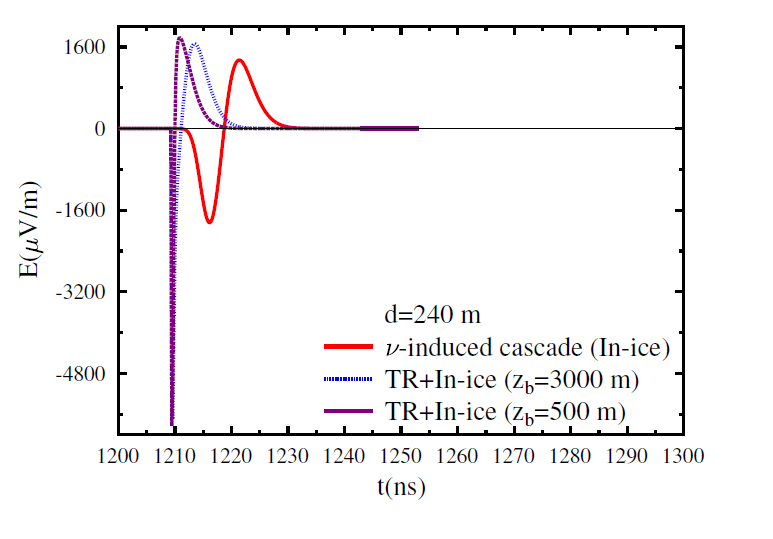 1600
0
-1600
-3200
-4800
E(μV/m)
d=240 m
ν-induced cascade (In-ice)
TR+In-ice (z_b=3000 m)
TR+In-ice (z_b=500 m)
1200 1210 1220 1230 1240 1250 1260 1270 1280 1290 1300
t(ns)